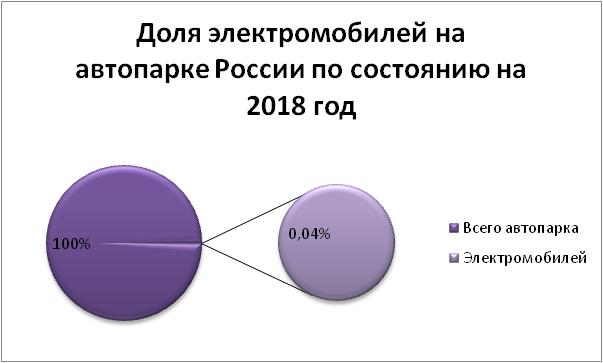 Доля электромобилей на
автопарке России по состоянию на
2018 год
100%
0,04%
Всего автопарка
Электромобилей